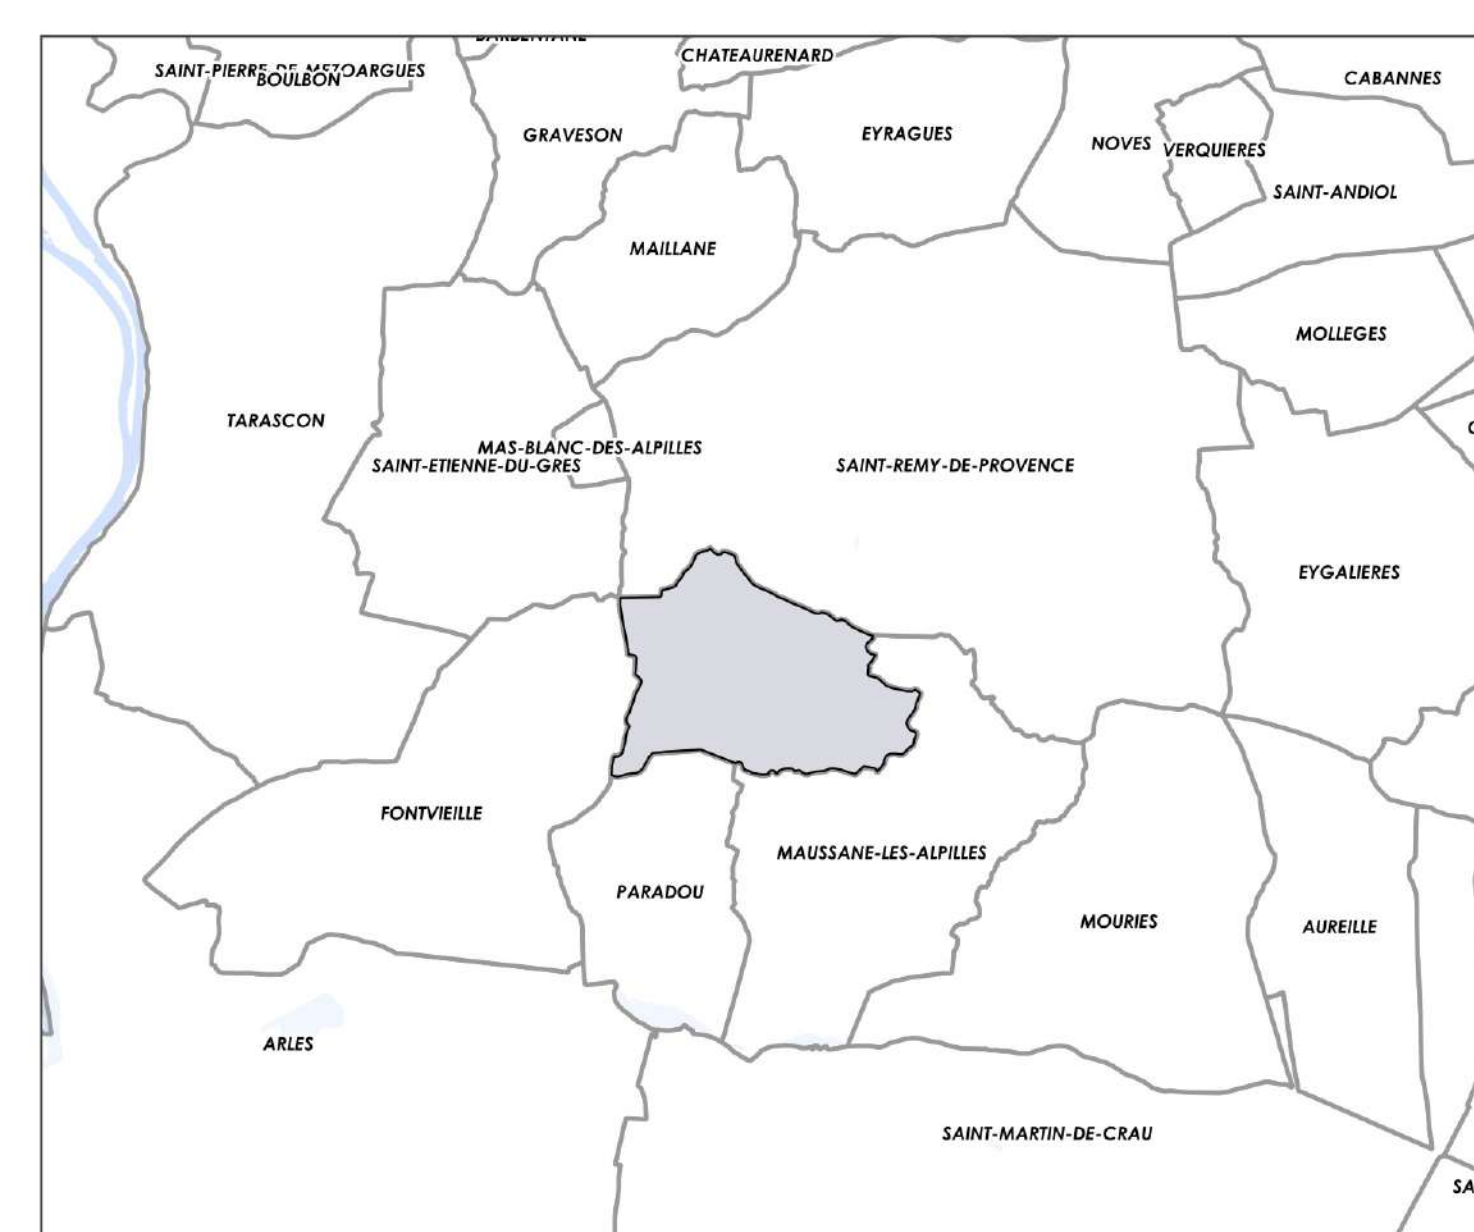 BARBENTANE
CHATEAURENARD
SAINT-PIERRE-DE-MEZOARGUES
BOULBON
CABANNES
GRAVESON
EYRAGUES
NOVES
VERQUIERES
SAINT-ANDIOL
MAILLANE
MOLLEGES
TARASCON
MAS-BLANC-DES-ALPILLES
SAINT-ETIENNE-DU-GRES
SAINT-REMY-DE-PROVENCE
EYGALIERES
FONTVIEILLE
MAUSSANE-LES-ALPILLES
PARADOU
MOURIES
AUREILLE
ARLES
SAINT-MARTIN-DE-CRAU
SA